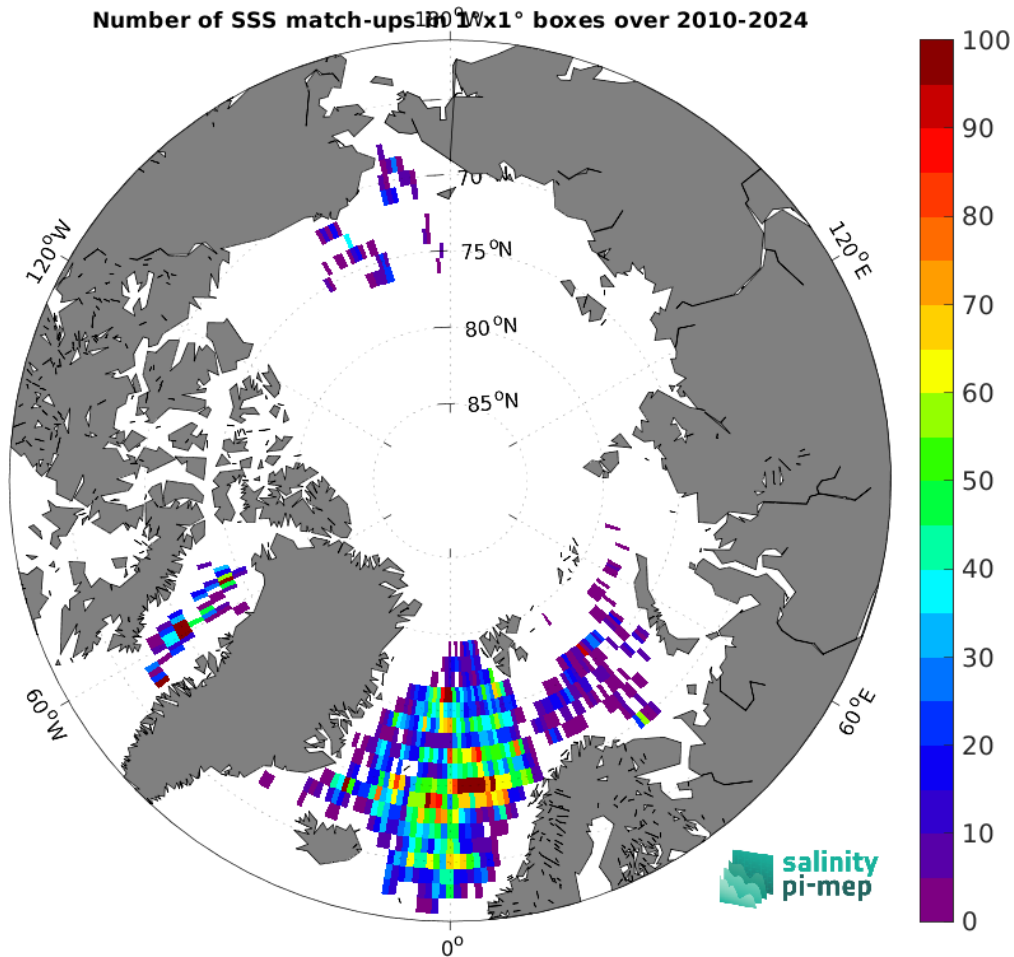 Number of SSS match-ups in 1°x1° boxes over 2010-2024
180°W
100
90
80
70
60
50
40
30
20
10
0
70°N
75°N
80°N
85°N
120°W
120°E
60°W
60°E
0°
salinity
pi-mep